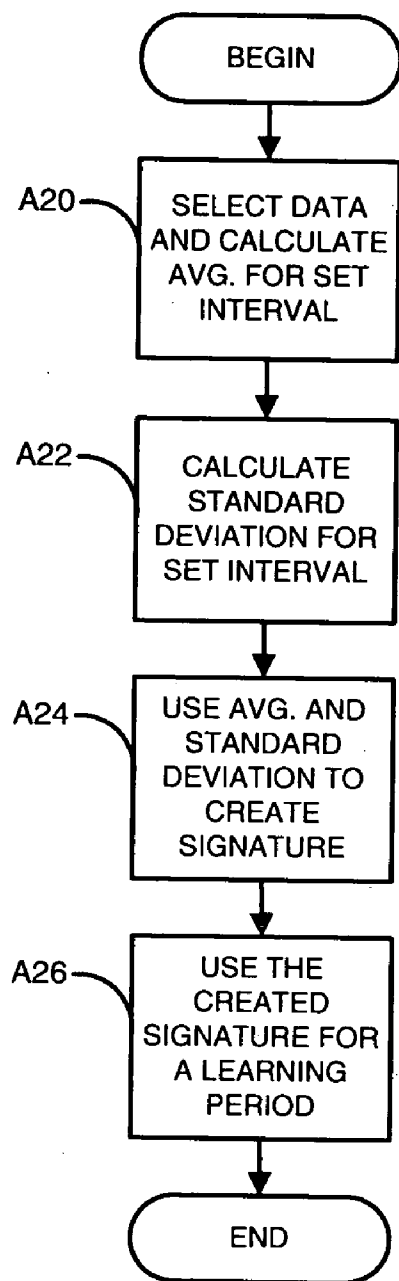 BEGIN
A20
SELECT DATA
AND CALCULATE
AVG. FOR SET
INTERVAL
A22
CALCULATE
STANDARD
DEVIATION FOR
SET INTERVAL
A24
USE AVG. AND
STANDARD
DEVIATION TO
CREATE
SIGNATURE
A26
USE THE
CREATED
SIGNATURE FOR
A LEARNING
PERIOD
END